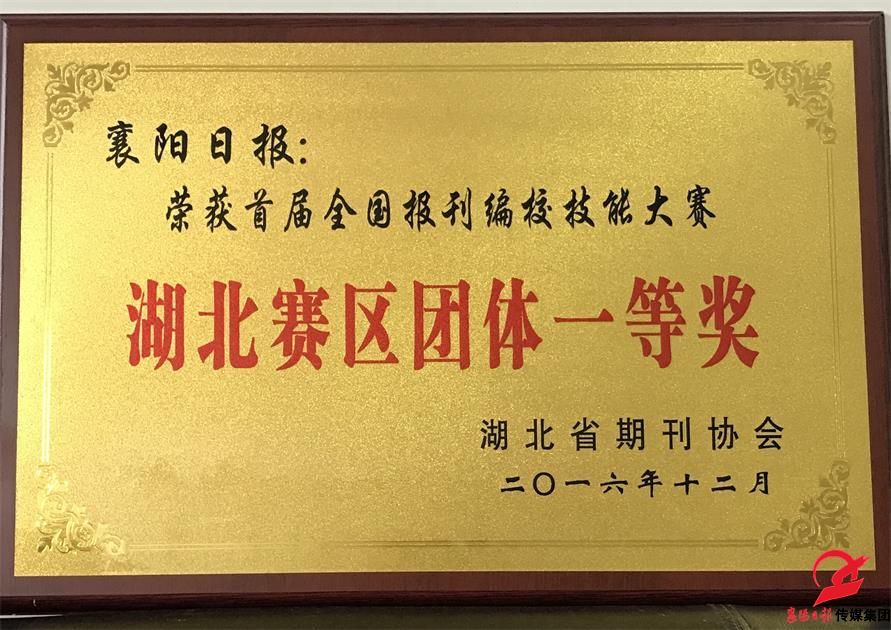 襄阳日报:
荣获首届全国报刊编校技能大赛
湖北赛区团体一等奖
湖北省期刊协会
二〇一六年十二月
襄阳日报传媒集团